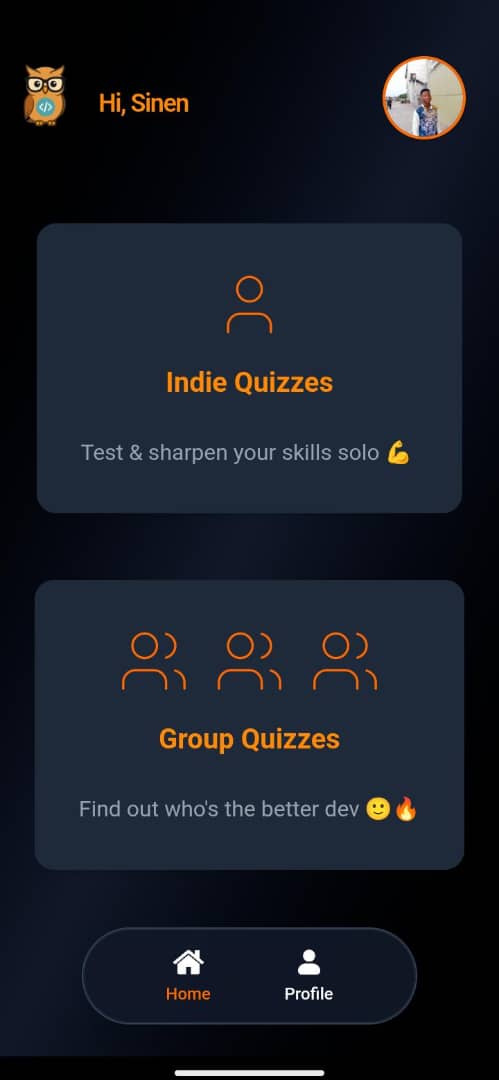 </>
Hi, Sinen
Indie Quizzes
Test & sharpen your skills solo 💪
Group Quizzes
Find out who's the better dev 🙂🔥
Home
Profile